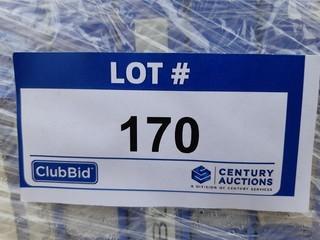 LOT #
170
ClubBid
CENTURY
AUCTIONS
A DIVISION OF CENTURY SERVICES